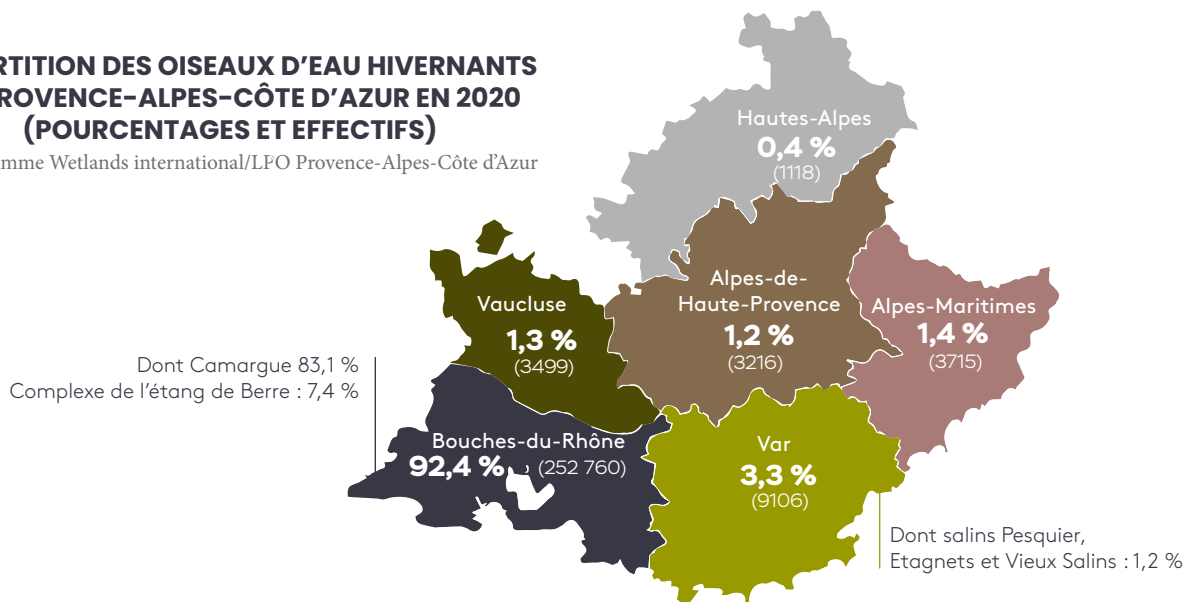 RTITION DES OISEAUX D'EAU HIVERNANTS
ROVENCE-ALPES-CÔTE D'AZUR EN 2020
(POURCENTAGES ET EFFECTIFS)
mme Wetlands international/LPO Provence-Alpes-Côte d'Azur
Hautes-Alpes
0,4 %
(1118)
Alpes-de-
Haute-Provence
1,2 %
(3216)
Alpes-Maritimes
1,4 %
(3715)
Vaucluse
1,3 %
(3499)
Dont Camargue 83,1 %
Complexe de l'étang de Berre : 7,4 %
Bouches-du-Rhône
92,4 % (252 760)
Var
3,3 %
(9106)
Dont salins Pesquier,
Etagnets et Vieux Salins : 1,2 %